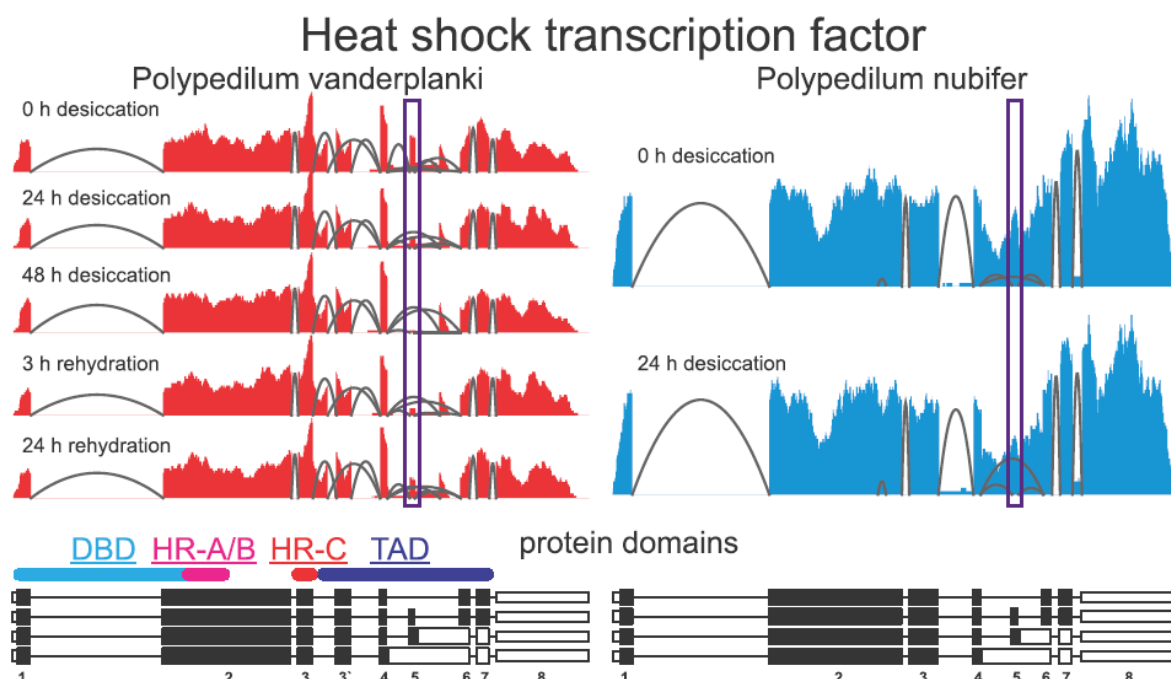 Heat shock transcription factor
Polypedilum vanderplanki
Polypedilum nubifer
0 h desiccation
24 h desiccation
48 h desiccation
3 h rehydration
24 h rehydration
0 h desiccation
24 h desiccation
DBD HR-A/B HR-C TAD protein domains
1 2 3 3` 4 5 6 7 8
1 2 3 4 5 6 7 8